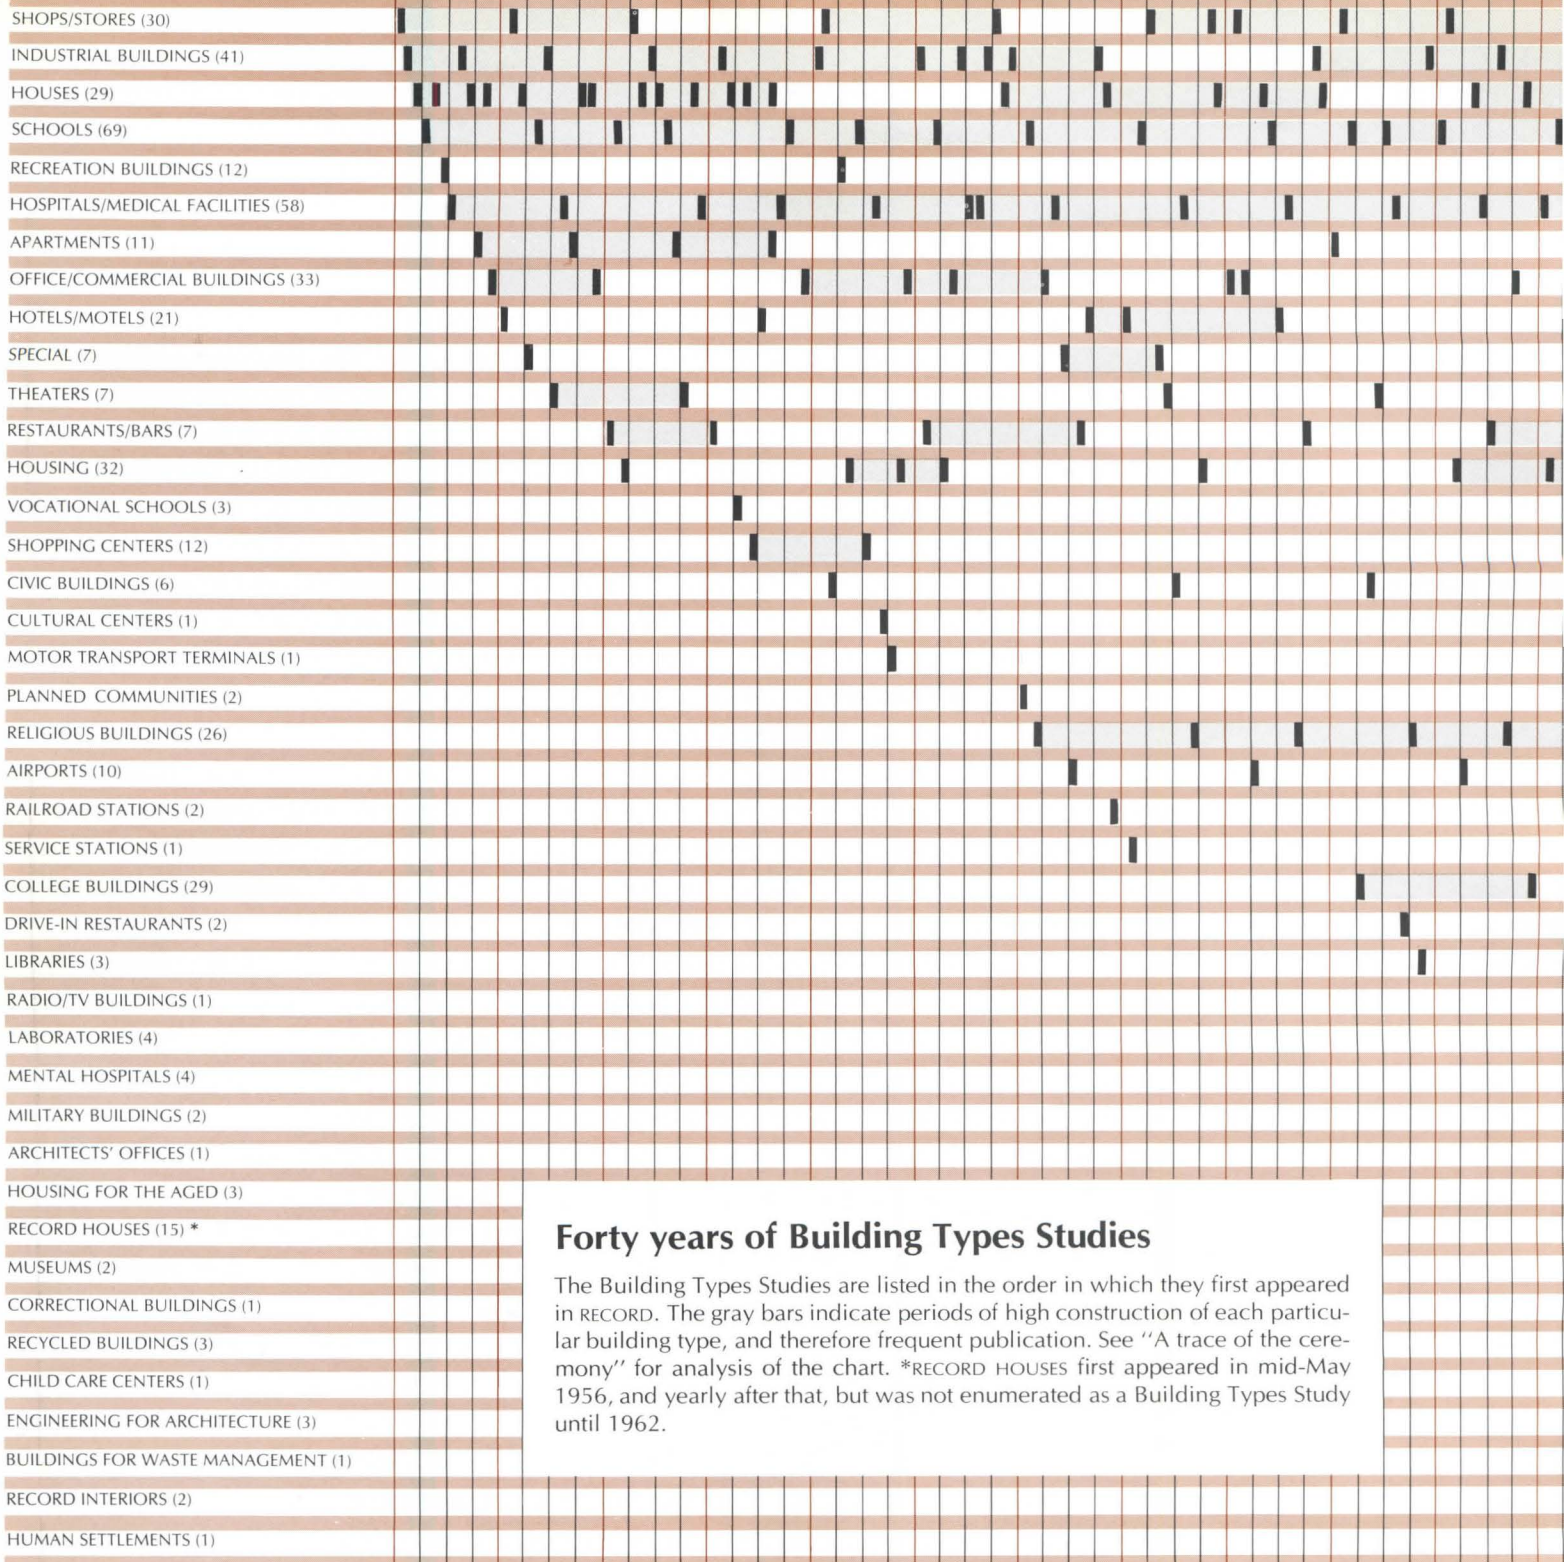 SHOPS/STORES (30)
INDUSTRIAL BUILDINGS (41)
HOUSES (29)
SCHOOLS (69)
RECREATION BUILDINGS (12)
HOSPITALS/MEDICAL FACILITIES (58)
APARTMENTS (11)
OFFICE/COMMERCIAL BUILDINGS (33)
HOTELS/MOTELS (21)
SPECIAL (7)
THEATERS (7)
RESTAURANTS/BARS (7)
HOUSING (32)
VOCATIONAL SCHOOLS (3)
SHOPPING CENTERS (12)
CIVIC BUILDINGS (6)
CULTURAL CENTERS (1)
MOTOR TRANSPORT TERMINALS (1)
PLANNED COMMUNITIES (2)
RELIGIOUS BUILDINGS (26)
AIRPORTS (10)
RAILROAD STATIONS (2)
SERVICE STATIONS (1)
COLLEGE BUILDINGS (29)
DRIVE-IN RESTAURANTS (2)
LIBRARIES (3)
RADIO/TV BUILDINGS (1)
LABORATORIES (4)
MENTAL HOSPITALS (4)
MILITARY BUILDINGS (2)
ARCHITECTS' OFFICES (1)
HOUSING FOR THE AGED (3)
RECORD HOUSES (15) *
MUSEUMS (2)
CORRECTIONAL BUILDINGS (1)
RECYCLED BUILDINGS (3)
CHILD CARE CENTERS (1)
ENGINEERING FOR ARCHITECTURE (3)
BUILDINGS FOR WASTE MANAGEMENT (1)
RECORD INTERIORS (2)
HUMAN SETTLEMENTS (1)
Forty years of Building Types Studies
The Building Types Studies are listed in the order in which they first appeared
in RECORD. The gray bars indicate periods of high construction of each particu-
lar building type, and therefore frequent publication. See "A trace of the cere-
mony" for analysis of the chart. *RECORD HOUSES first appeared in mid-May
1956, and yearly after that, but was not enumerated as a Building Types Study
until 1962.